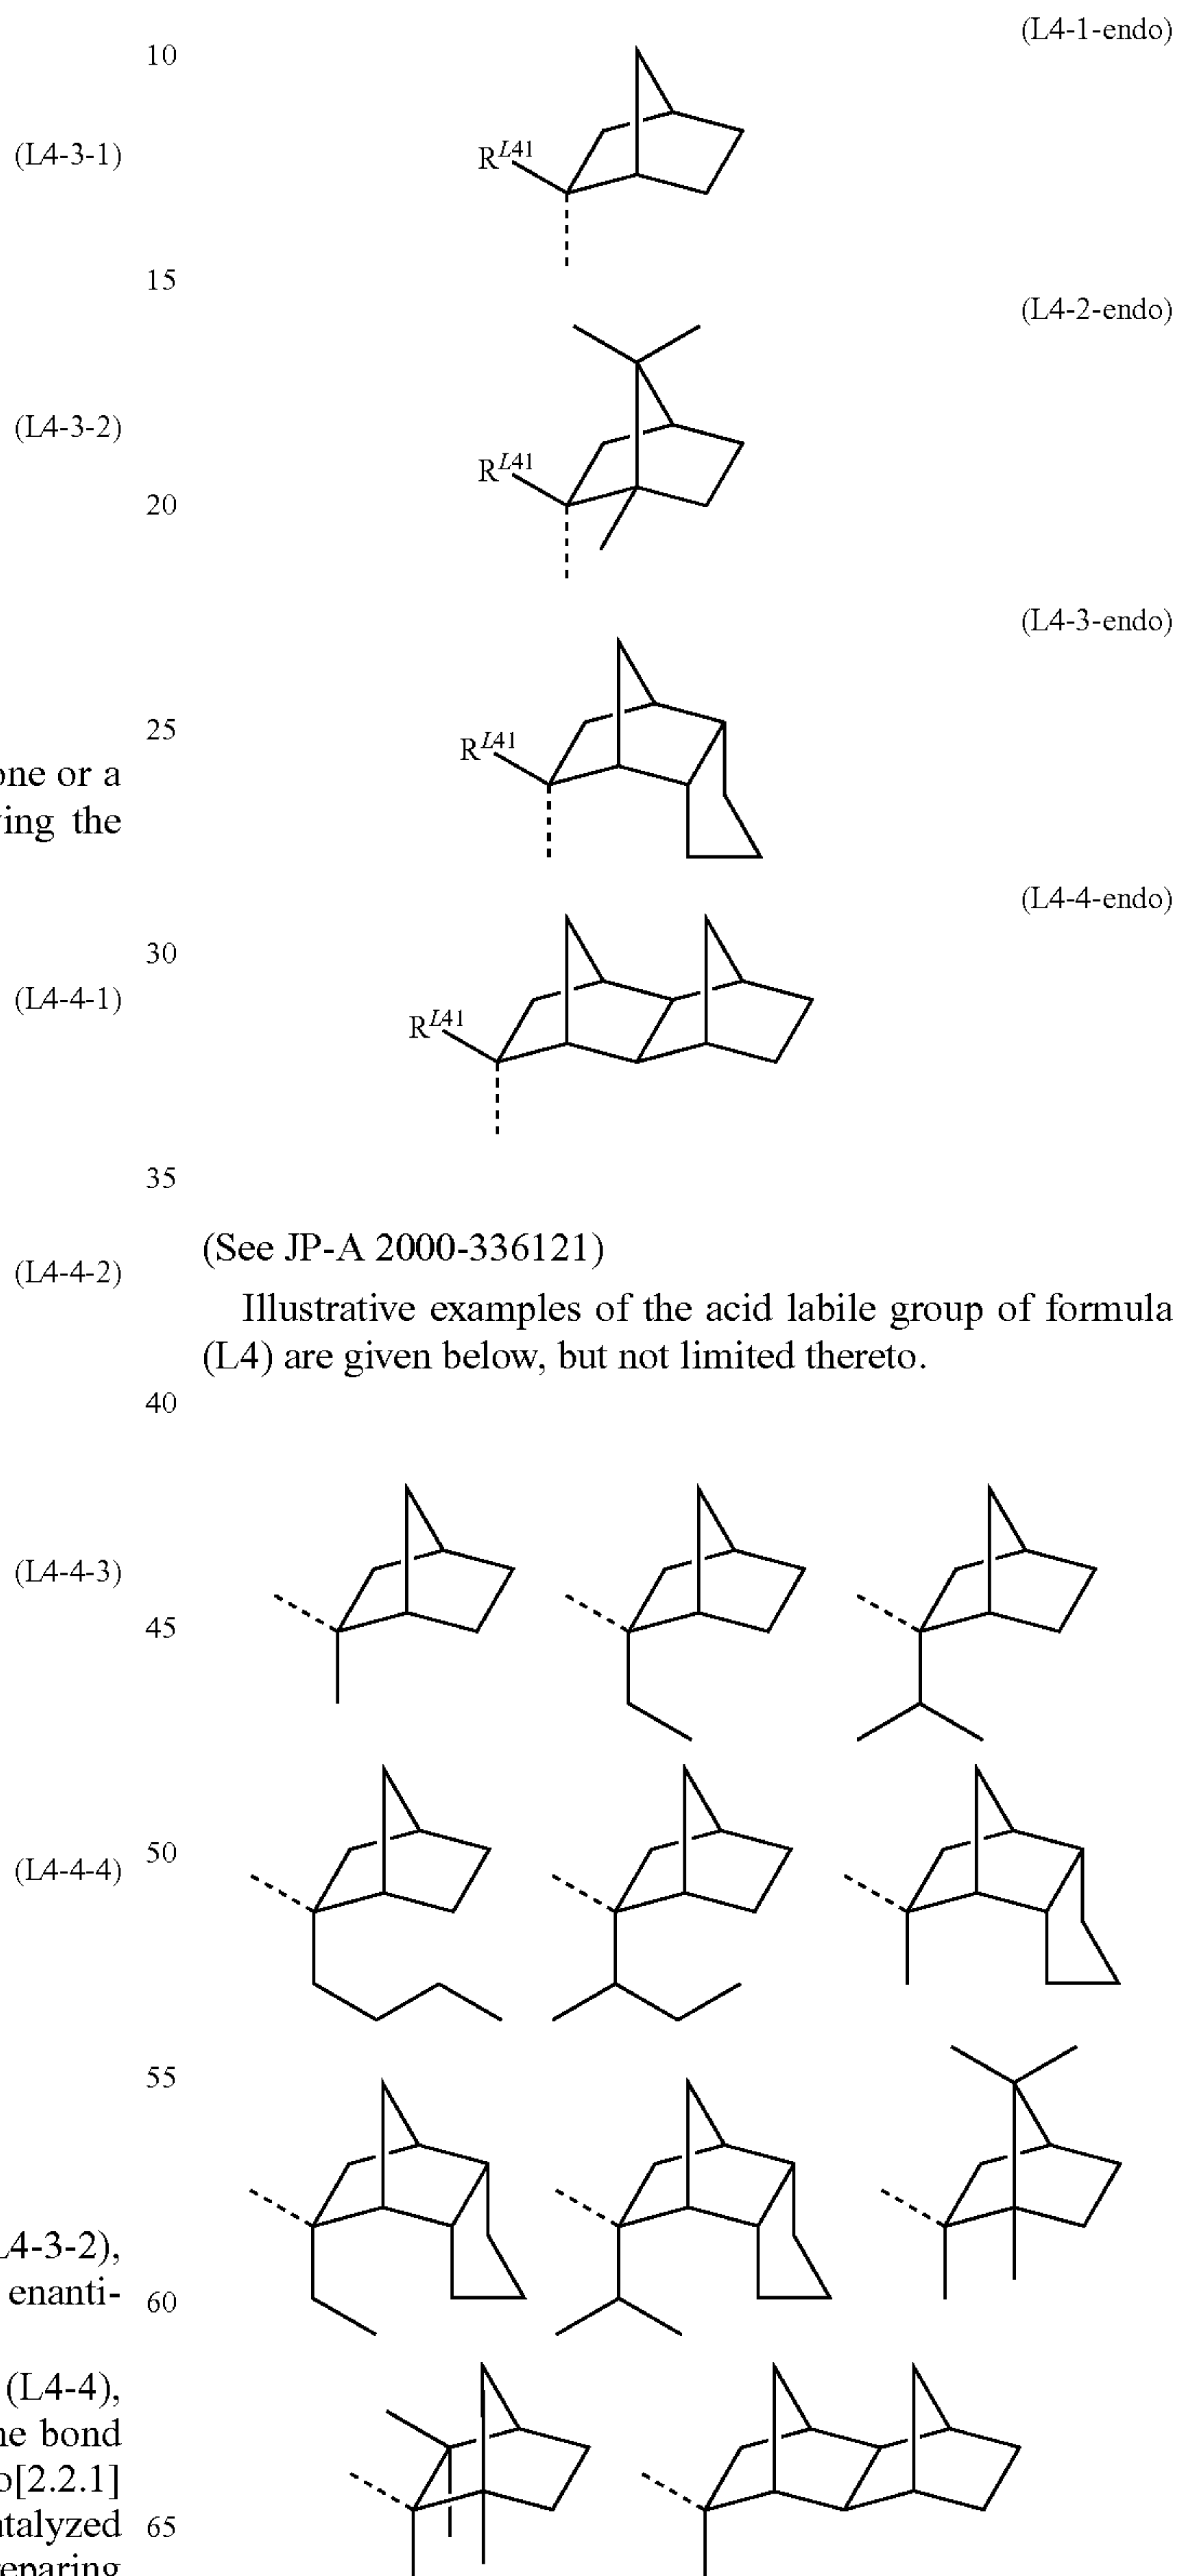 (L4-3-1)
(L4-3-2)
one or a
ing the
(L4-4-1)
(L4-4-2)
(L4-4-3)
(L4-4-4)
L4-3-2),
enanti-
(L4-4),
bond
[2.2.1]
10
15
20
25
30
35
40
45
50
55
60
65
(L4-1-endo)
R^L41
(L4-2-endo)
R^L41
(L4-3-endo)
R^L41
(L4-4-endo)
R^L41
(See JP-A 2000-336121)
Illustrative examples of the acid labile group of formula
(L4) are given below, but not limited thereto.